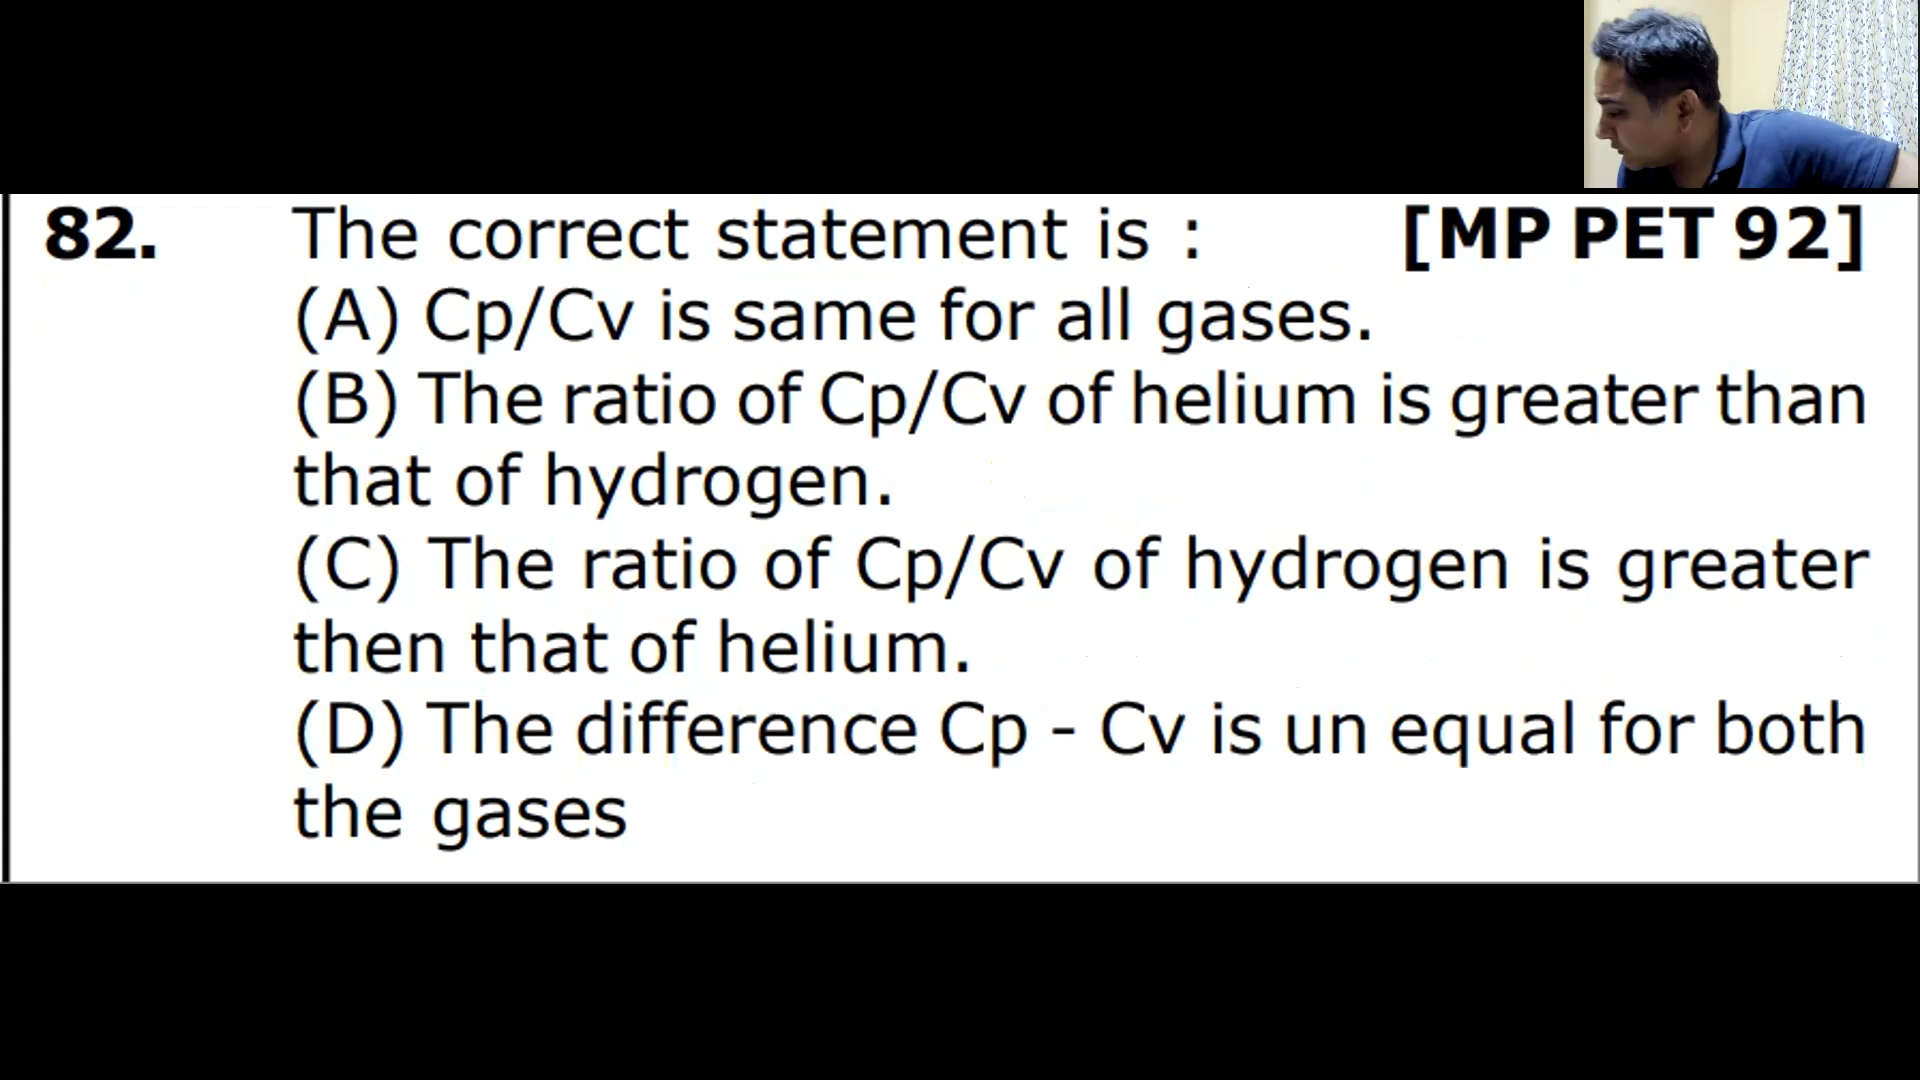 82. The correct statement is : [MP PET 92]
(A) Cp/Cv is same for all gases.
(B) The ratio of Cp/Cv of helium is greater than
that of hydrogen.
(C) The ratio of Cp/Cv of hydrogen is greater
then that of helium.
(D) The difference Cp - Cv is un equal for both
the gases